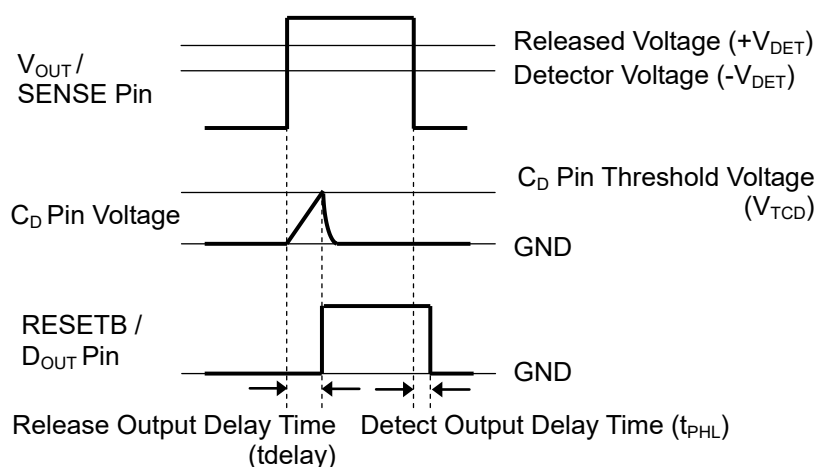 Released Voltage (+VDET)
VOUT /
SENSE Pin
Detector Voltage (-VDET)
CD Pin Threshold Voltage
(VTCD)
CD Pin Voltage
GND
RESETB /
DOUT Pin
GND
Release Output Delay Time
(tdelay)
Detect Output Delay Time (tPHL)